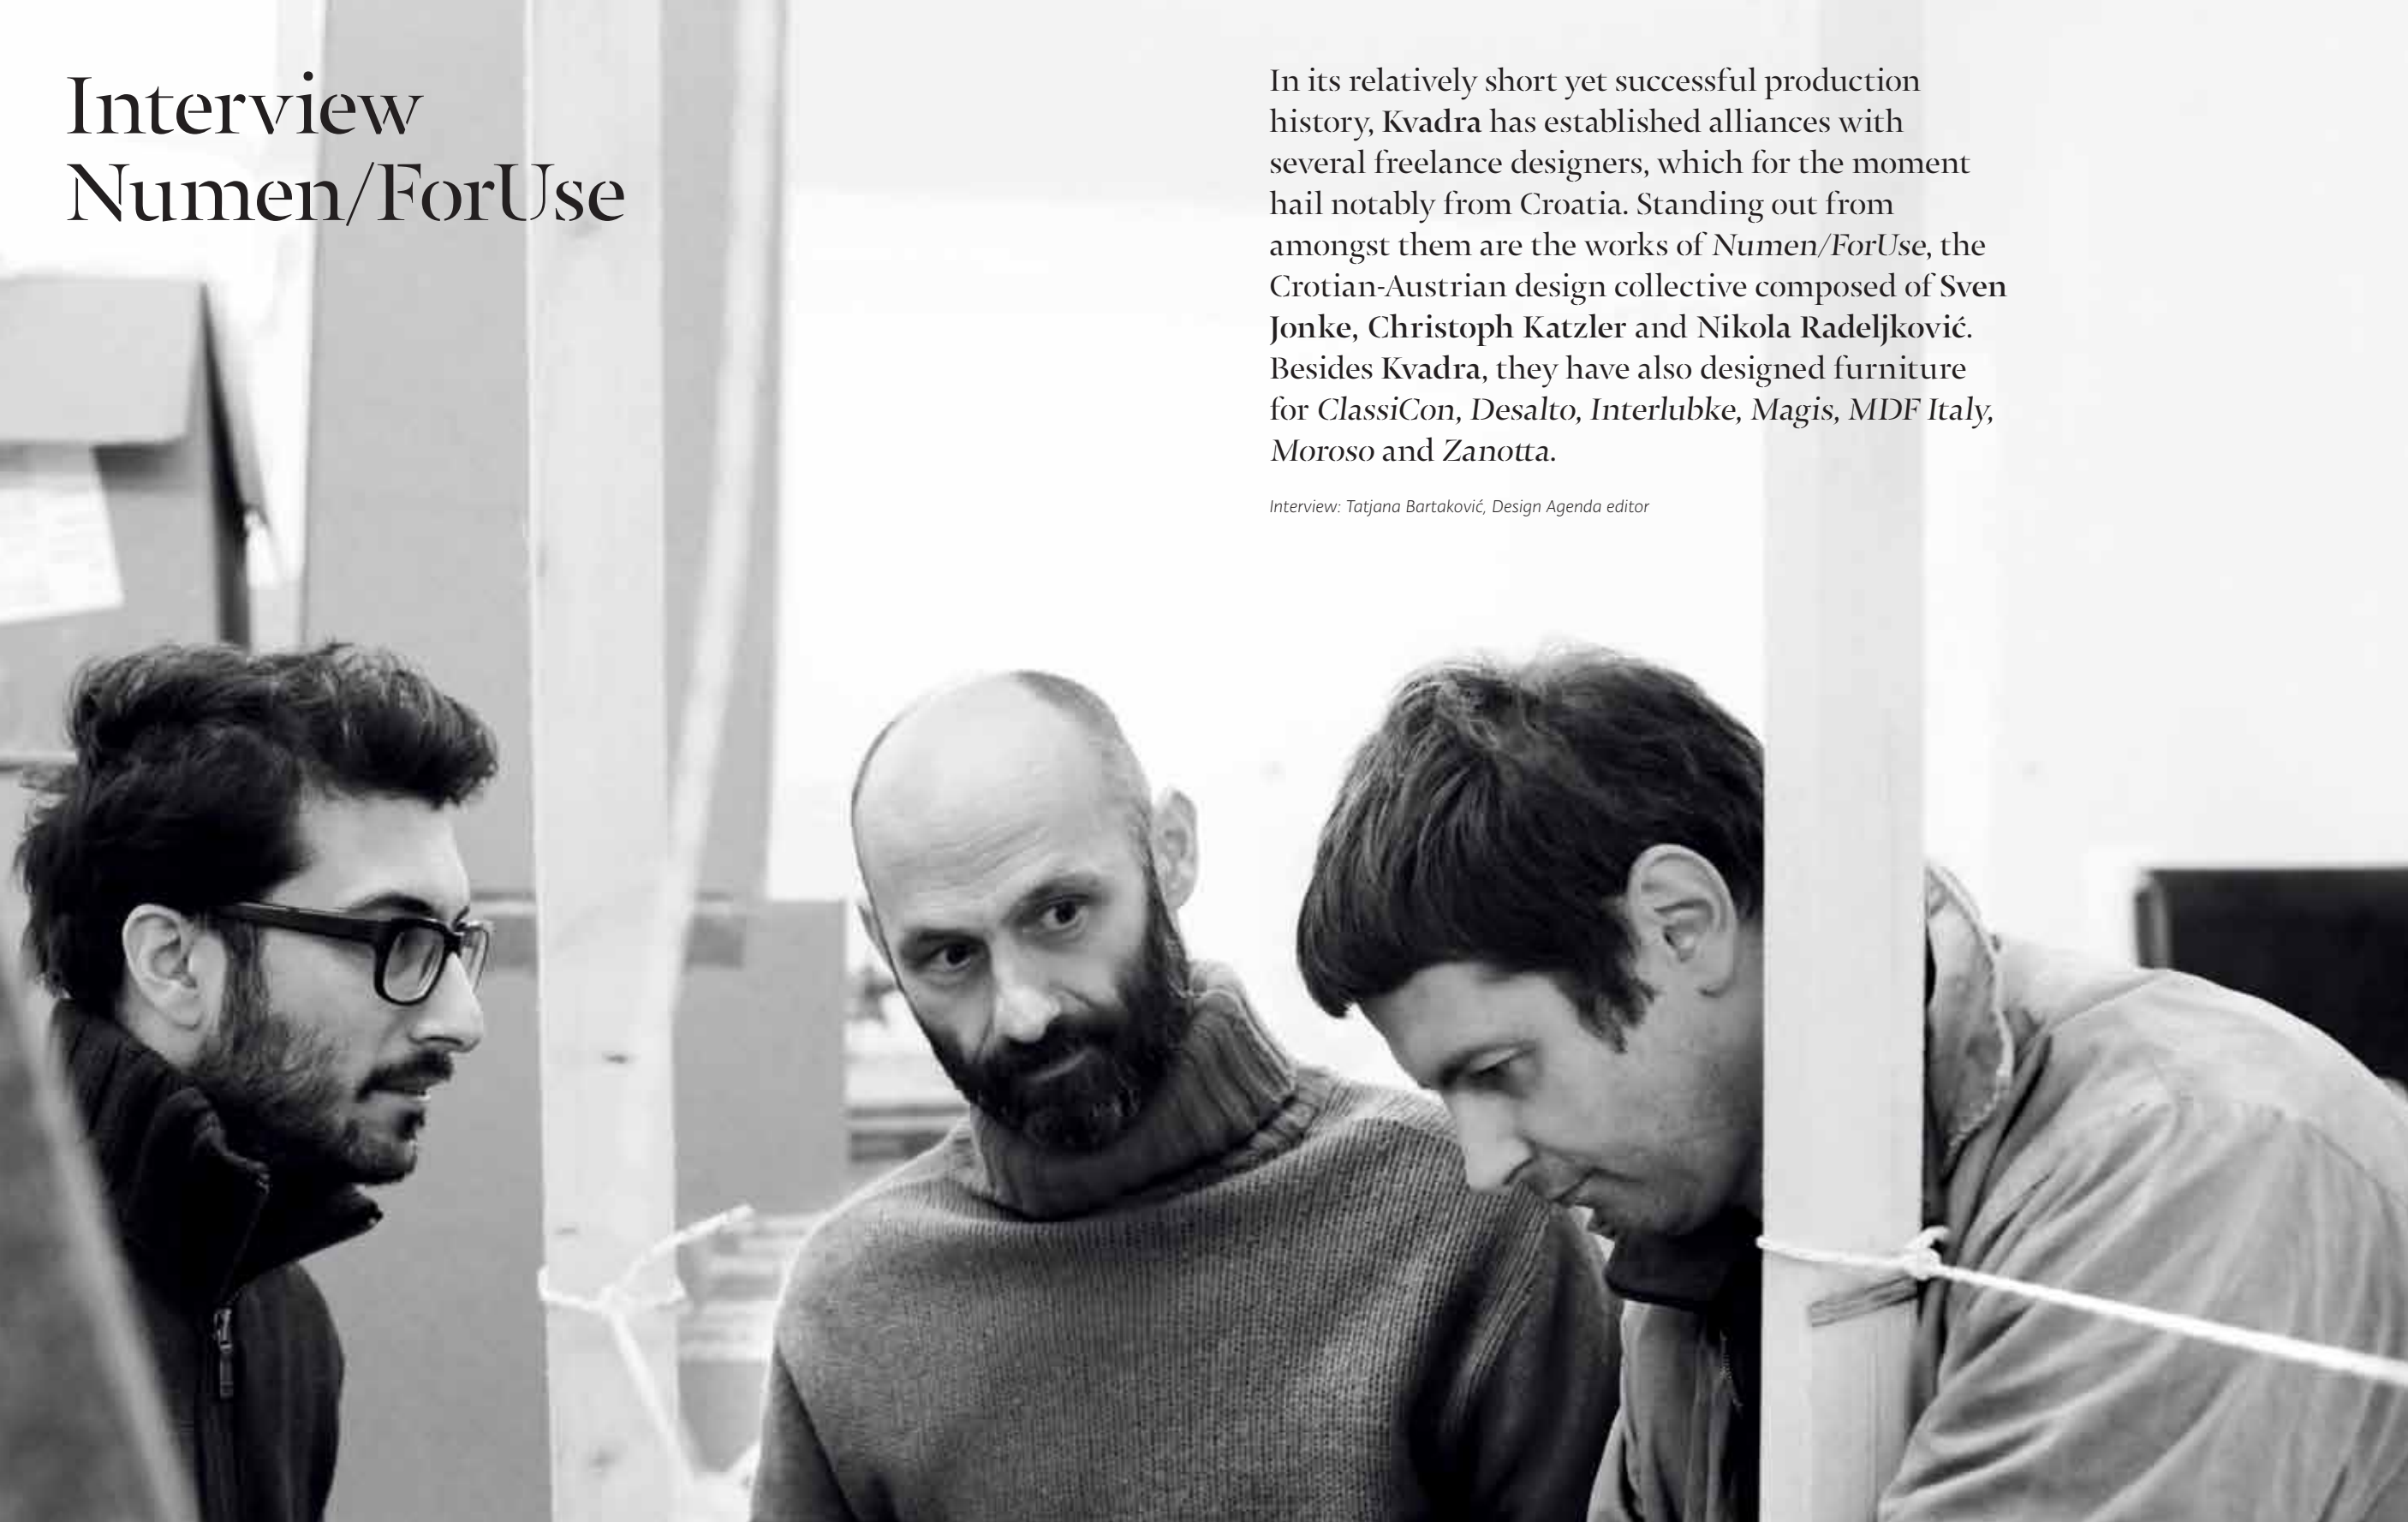 Interview
Numen/ForUse
In its relatively short yet successful production
history, Kvadra has established alliances with
several freelance designers, which for the moment
hail notably from Croatia. Standing out from
amongst them are the works of Numen/ForUse, the
Crotian-Austrian design collective composed of Sven
Jonke, Christoph Katzler and Nikola Radeljković.
Besides Kvadra, they have also designed furniture
for ClassiCon, Desalto, Interlubke, Magis, MDF Italy,
Moroso and Zanotta.
Interview: Tatjana Bartaković, Design Agenda editor